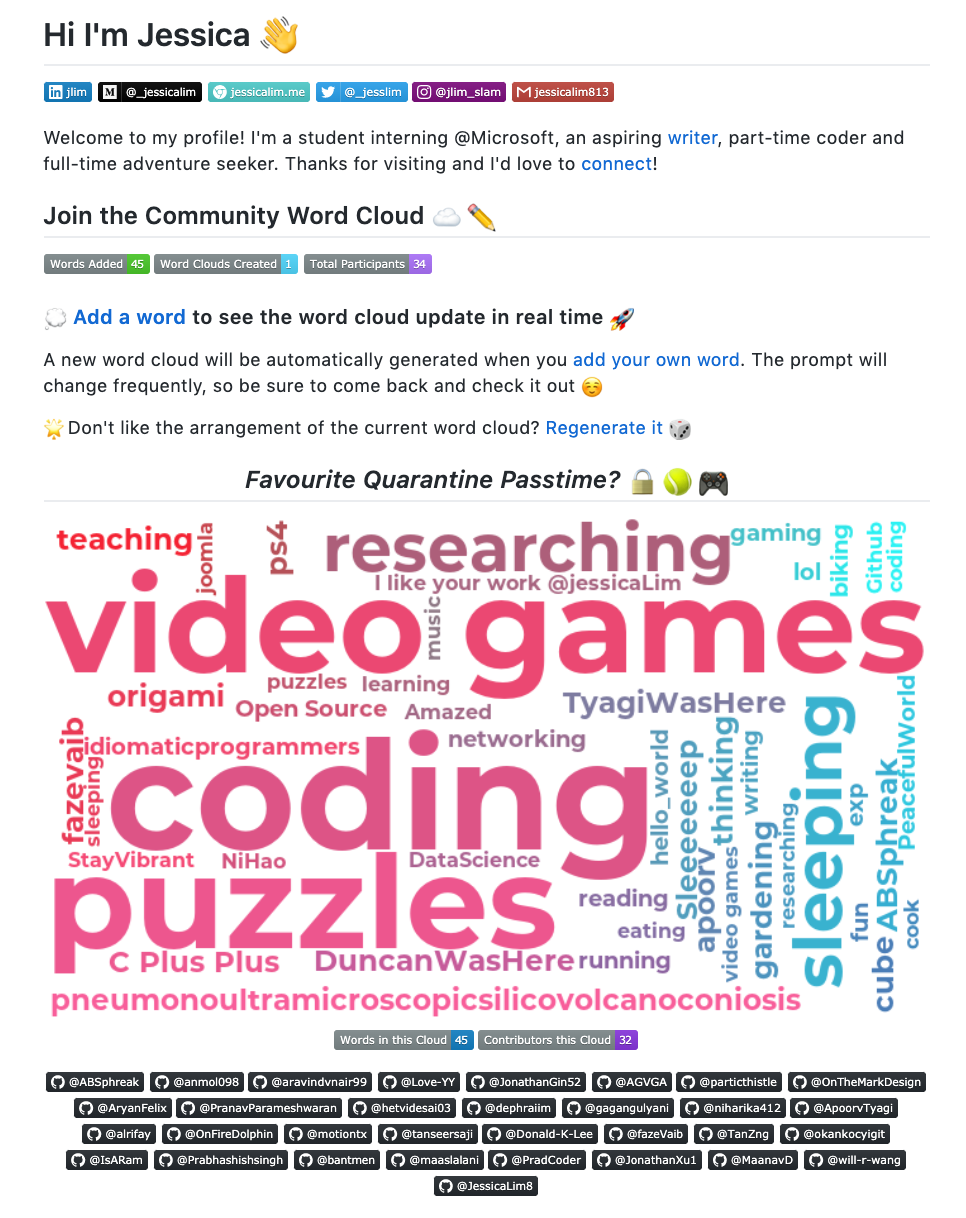 Hi I'm Jessica 👋
jlim @_jessicalim jessicalim.me @_jesslim @jlim_slam jessicalim813
Welcome to my profile! I'm a student interning @Microsoft, an aspiring writer, part-time coder and
full-time adventure seeker. Thanks for visiting and I'd love to connect!
Join the Community Word Cloud ☁️ ✏️
Words Added 45 Word Clouds Created 1 Total Participants 34
💭 Add a word to see the word cloud update in real time 🚀
A new word cloud will be automatically generated when you add your own word. The prompt will
change frequently, so be sure to come back and check it out ☺️
🌟 Don't like the arrangement of the current word cloud? Regenerate it 🎲
Favourite Quarantine Passtime? 🔒 🎾 🎮
teaching
joomla
ps4
researching
gaming
lol
biking
Github
coding
I like your work @jessicaLim
video games
music
puzzles
learning
origami
Open Source
Amazed
TyagiWasHere
PeacefulWorld
fazevaib
idiomaticprogrammers
sleeping
coding
networking
hello_world
Sleeeeeep
thinking
writing
sleeping
exp
ABSphreak
StayVibrant
NiHao
DataScience
puzzles
reading
eating
apoorv
video games
gardening
researching
fun
cook
cube
C Plus Plus
DuncanWasHere
running
pneumonoultramicroscopicsilicovolcanoconiosis
Words in this Cloud 45 Contributors this Cloud 32
@ABSphreak @anmol098 @aravindvnair99 @Love-YY @JonathanGin52 @AGVGA @particthistle @OnTheMarkDesign
@AryanFelix @PranavParameshwaran @hetvidesai03 @dephraiim @gagangulyani @niharika412 @ApoorvTyagi
@alrifay @OnFireDolphin @motiontx @tanseersaji @Donald-K-Lee @fazeVaib @TanZng @okankocyigit
@IsARam @Prabhashishsingh @bantmen @maaslalani @PradCoder @JonathanXu1 @MaanavD @will-r-wang
@JessicaLim8